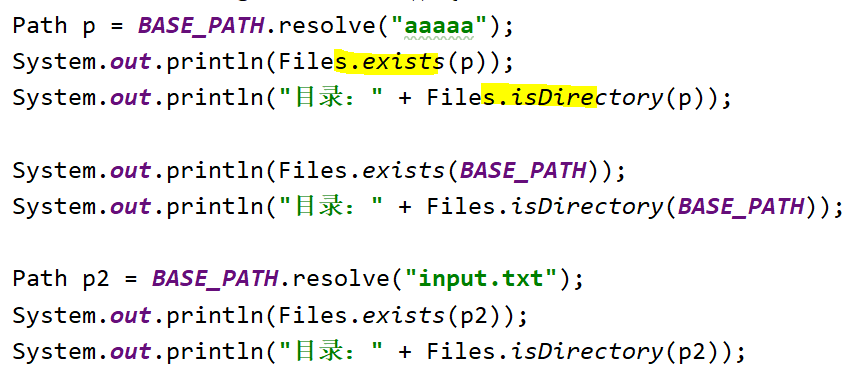 Path p = BASE_PATH.resolve("aaaaa");
System.out.println(Files.exists(p));
System.out.println("目录：" + Files.isDirectory(p));
System.out.println(Files.exists(BASE_PATH));
System.out.println("目录：" + Files.isDirectory(BASE_PATH));
Path p2 = BASE_PATH.resolve("input.txt");
System.out.println(Files.exists(p2));
System.out.println("目录：" + Files.isDirectory(p2));